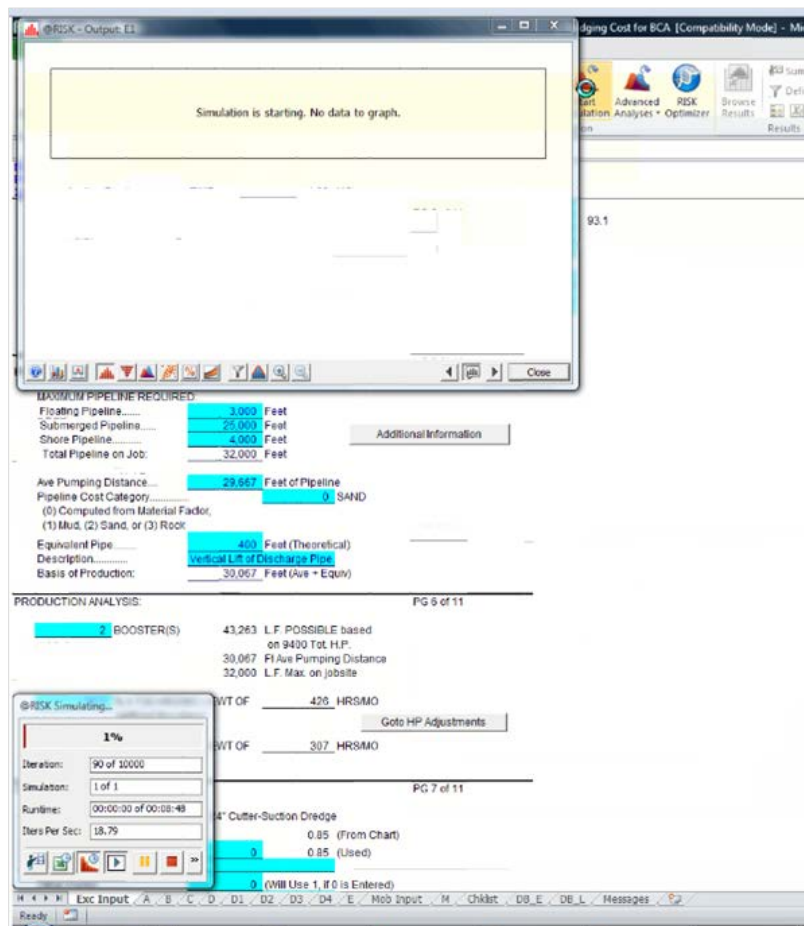 @RISK - Output: E1
dging Cost for BCA [Compatibility Mode] - Mi
Simulation is starting. No data to graph.
Advanced Analyses
RISK Optimizer
Browse Results
Sum
Defi
Results
93.1
Close
MAXIMUM PIPELINE REQUIRED
Floating Pipeline...... 3,000 Feet
Submerged Pipeline..... 25,000 Feet
Shore Pipeline.......... 4,000 Feet
Additional Information
Total Pipeline on Job: 32,000 Feet
Ave Pumping Distance.... 29,667 Feet of Pipeline
Pipeline Cost Category.............. 0 SAND
(0) Computed from Material Factor,
(1) Mud, (2) Sand, or (3) Rock
Equivalent Pipe........ 400 Feet (Theoretical)
Description............ Vertical Lift of Discharge Pipe
Basis of Production: 30,067 Feet (Ave + Equiv)
PRODUCTION ANALYSIS: PG 6 of 11
2 BOOSTER(S) 43,263 L.F. POSSIBLE based
on 9400 Tot. H.P.
30,067 Ft Ave Pumping Distance
32,000 L.F. Max. on jobsite
@RISK Simulating...
1%
Iteration: 90 of 10000
Simulation: 1 of 1
Runtime: 00:00:00 of 00:08:48
Iters Per Sec: 18.79
WT OF 426 HRS/MO
Goto HP Adjustments
WT OF 307 HRS/MO
PG 7 of 11
4" Cutter-Suction Dredge
0.85 (From Chart)
0 0.85 (Used)
0 (Will Use 1, if 0 is Entered)
Exc Input A B C D D1 D2 D3 D4 E Mob Input M Chklist DB_E DB_L Messages
Ready